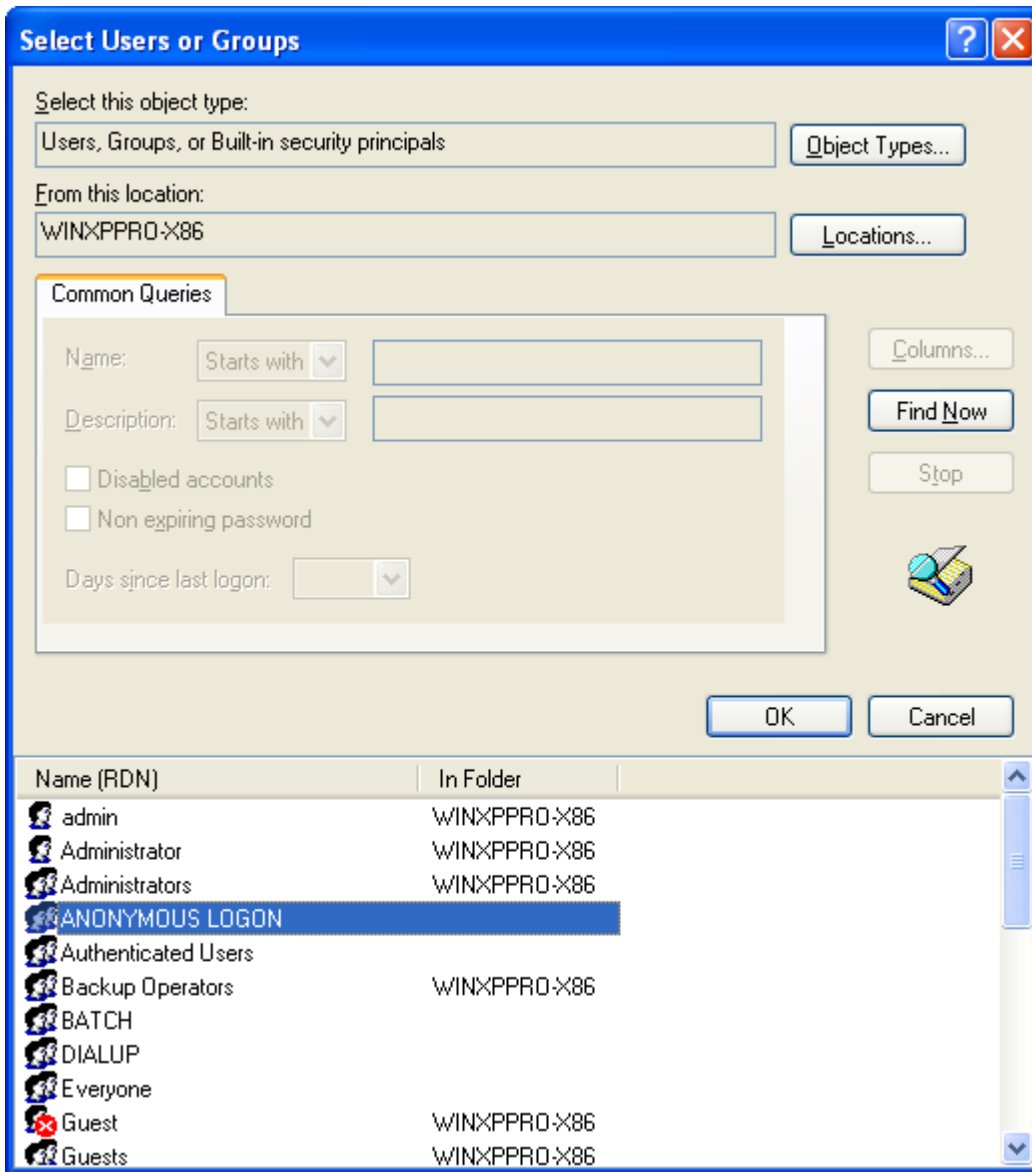 Select Users or Groups
Select this object type:
Users, Groups, or Built-in security principals
Object Types...
From this location:
WINXPPRO-X86
Locations...
Common Queries
Name:
Starts with
Columns...
Description:
Starts with
Find Now
Disabled accounts
Stop
Non expiring password
Days since last logon:
OK
Cancel
Name (RDN) In Folder
admin WINXPPRO-X86
Administrator WINXPPRO-X86
Administrators WINXPPRO-X86
ANONYMOUS LOGON
Authenticated Users
Backup Operators WINXPPRO-X86
BATCH
DIALUP
Everyone
Guest WINXPPRO-X86
Guests WINXPPRO-X86